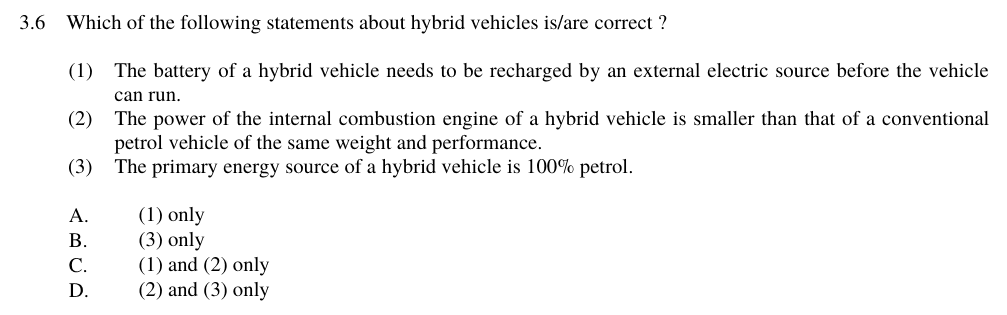 3.6 Which of the following statements about hybrid vehicles is/are correct ?
(1) The battery of a hybrid vehicle needs to be recharged by an external electric source before the vehicle
can run.
(2) The power of the internal combustion engine of a hybrid vehicle is smaller than that of a conventional
petrol vehicle of the same weight and performance.
(3) The primary energy source of a hybrid vehicle is 100% petrol.
A. (1) only
B. (3) only
C. (1) and (2) only
D. (2) and (3) only